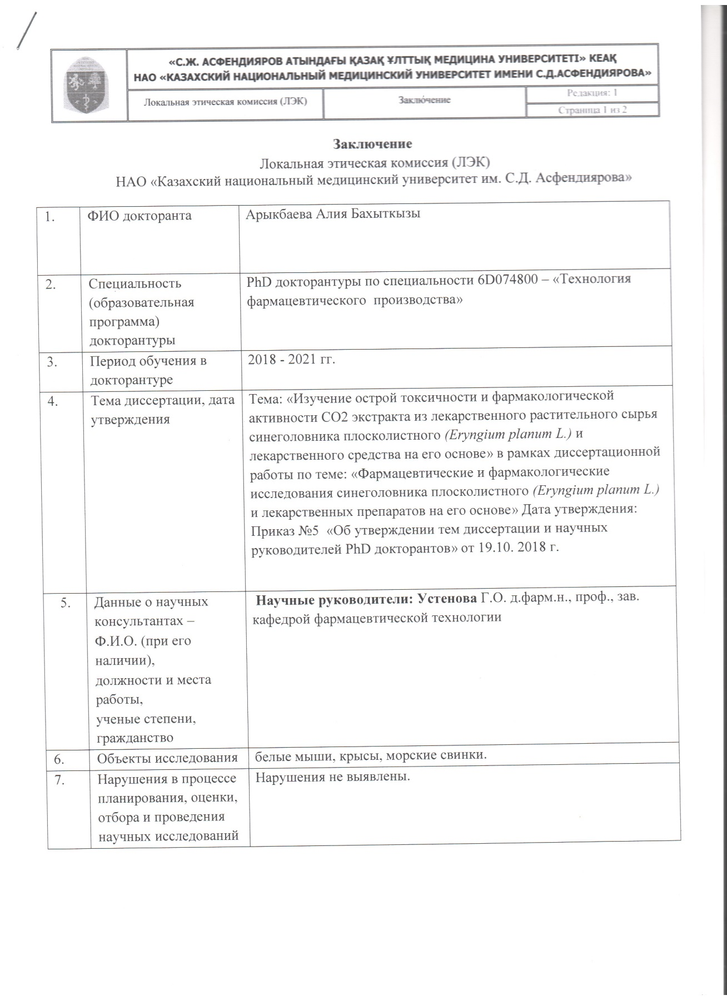 «С.Ж. АСФЕНДИЯРОВ АТЫНДАҒЫ ҚАЗАҚ ҰЛТТЫҚ МЕДИЦИНА УНИВЕРСИТЕТІ» КЕАҚ
НАО «КАЗАХСКИЙ НАЦИОНАЛЬНЫЙ МЕДИЦИНСКИЙ УНИВЕРСИТЕТ ИМЕНИ С.Д.АСФЕНДИЯРОВА»
Локальная этическая комиссия (ЛЭК)
Заключение
Редакция: 1
Страница 1 из 2
Заключение
Локальная этическая комиссия (ЛЭК)
НАО «Казахский национальный медицинский университет им. С.Д. Асфендиярова»
1. ФИО докторанта
Арыкбаева Алия Бахыткызы
2. Специальность
(образовательная
программа)
докторантуры
PhD докторантуры по специальности 6D074800 – «Технология
фармацевтического производства»
3. Период обучения в
докторантуре
2018 - 2021 гг.
4. Тема диссертации, дата
утверждения
Тема: «Изучение острой токсичности и фармакологической
активности СО2 экстракта из лекарственного растительного сырья
синеголовника плосколистного (Eryngium planum L.) и
лекарственного средства на его основе» в рамках диссертационной
работы по теме: «Фармацевтические и фармакологические
исследования синеголовника плосколистного (Eryngium planum L.)
и лекарственных препаратов на его основе» Дата утверждения:
Приказ №5 «Об утверждении тем диссертации и научных
руководителей PhD докторантов» от 19.10. 2018 г.
5. Данные о научных
консультантах –
Ф.И.О. (при его
наличии),
должности и места
работы,
ученые степени,
гражданство
Научные руководители: Устенова Г.О. д.фарм.н., проф., зав.
кафедрой фармацевтической технологии
6. Объекты исследования
белые мыши, крысы, морские свинки.
7. Нарушения в процессе
планирования, оценки,
отбора и проведения
научных исследований
Нарушения не выявлены.